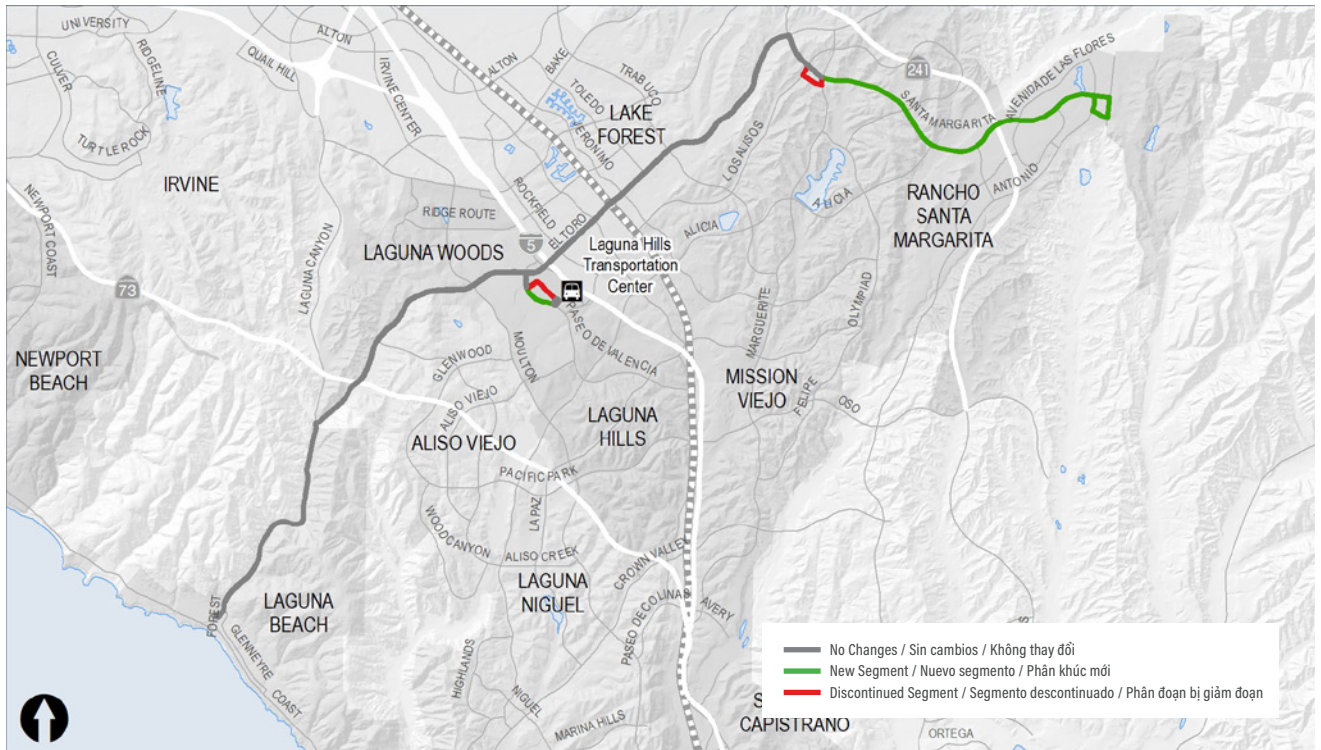 UNIVERSITY
RIDGELINE
CULVER
TURTLE ROCK
QUAIL HILL
ALTON
IRVINE CENTER
ALTON
BAKE
TOLEDO
TRABUCO
JERONIMO
LAKE
FOREST
241
SANTA MARGARITA
AVENIDA DE LAS FLORES
IRVINE
NEWPORT COAST
73
LAGUNA CANYON
RIDGE ROUTE
ROCKFIELD
EL TORO
5
LAGUNA WOODS
Laguna Hills
Transportation
Center
LOS ALISOS
ALICIA
ALICIA
ANTONIO
RANCHO
SANTA
MARGARITA
NEWPORT
BEACH
GLENWOOD
MOULTON
PASEO DE VALENCIA
MARGUERITE
OLYMPIAD
MISSION
VIEJO
FELIPE
OSO
ALISO VIEJO
ALISO VIEJO
LAGUNA
HILLS
PACIFIC PARK
LA PAZ
WOOD CANYON
ALISO CREEK
CROWN VALLEY
LAGUNA
NIGUEL
PASEO DE COLINAS
AVERY
FOREST
LAGUNA
BEACH
GLENNEYRE
COAST
HIGHLANDS
NIGUEL
MARINA HILLS
No Changes / Sin cambios / Không thay đổi
New Segment / Nuevo segmento / Phân khúc mới
Discontinued Segment / Segmento descontinuado / Phân đoạn bị giảm đoạn
CAPISTRANO
ORTEGA